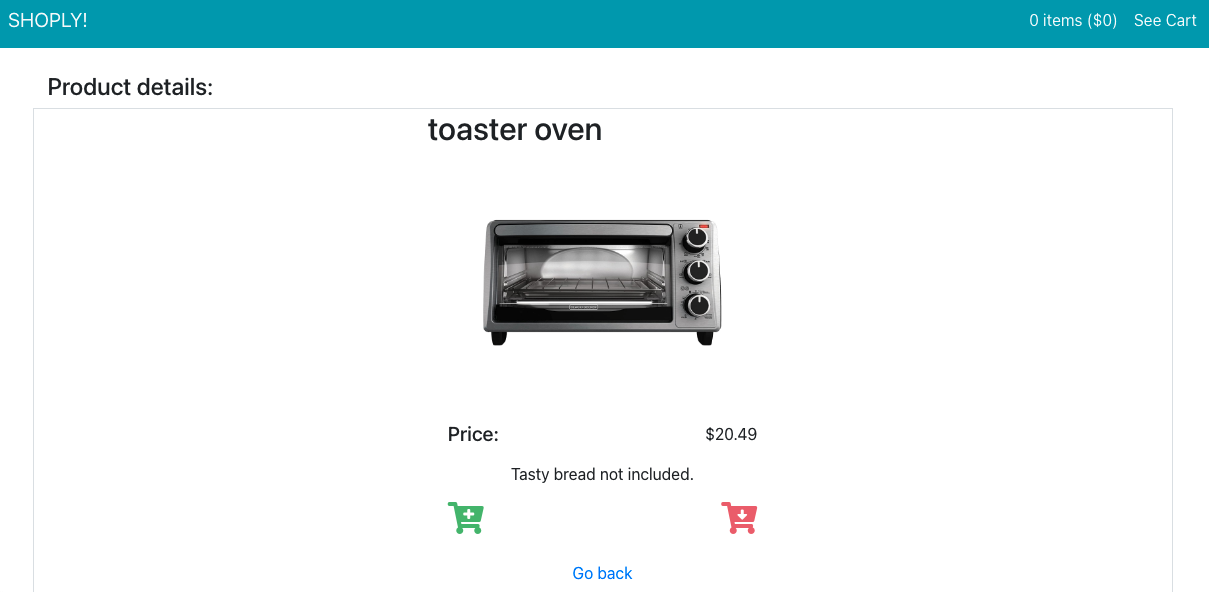 SHOPLY!
0 items ($0) See Cart
Product details:
toaster oven
Price: $20.49
Tasty bread not included.
Go back